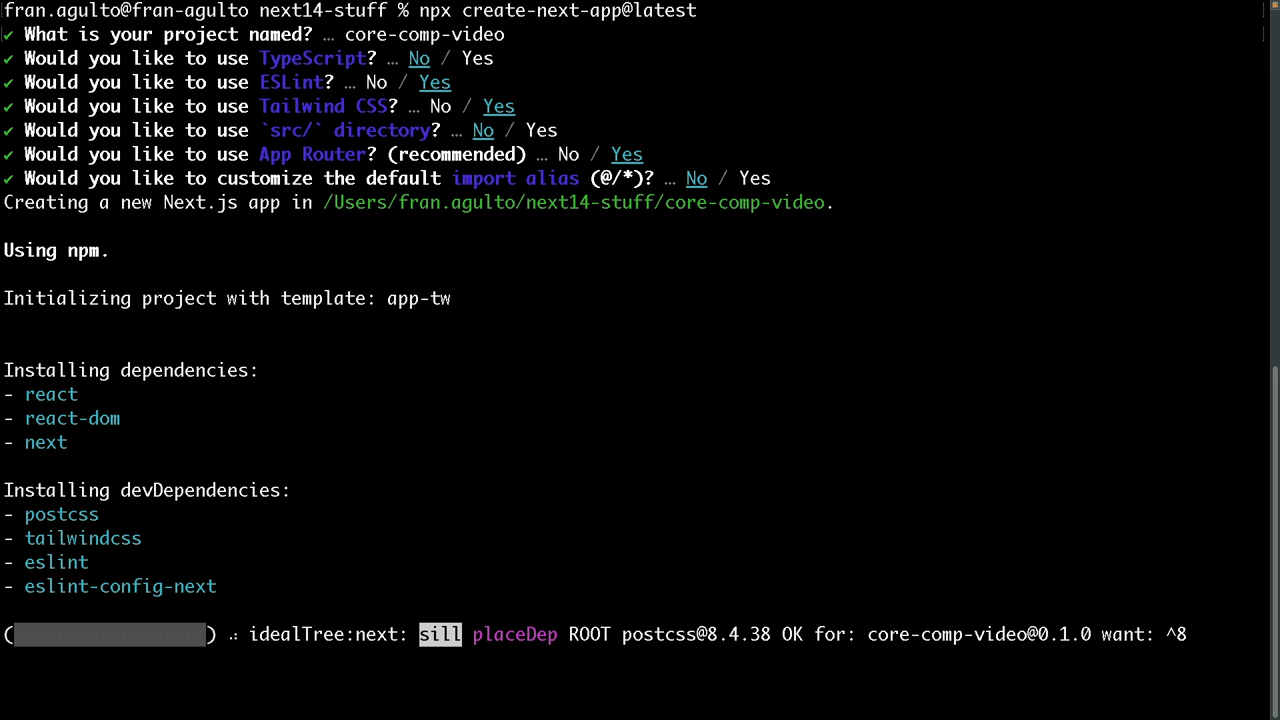 fran.agulto@fran-agulto next14-stuff % npx create-next-app@latest
✔ What is your project named? … core-comp-video
✔ Would you like to use TypeScript? … No / Yes
✔ Would you like to use ESLint? … No / Yes
✔ Would you like to use Tailwind CSS? … No / Yes
✔ Would you like to use `src/` directory? … No / Yes
✔ Would you like to use App Router? (recommended) … No / Yes
✔ Would you like to customize the default import alias (@/*)? … No / Yes
Creating a new Next.js app in /Users/fran.agulto/next14-stuff/core-comp-video.
Using npm.
Initializing project with template: app-tw
Installing dependencies:
- react
- react-dom
- next
Installing devDependencies:
- postcss
- tailwindcss
- eslint
- eslint-config-next
(..................) ⠴ idealTree:next: sill placeDep ROOT postcss@8.4.38 OK for: core-comp-video@0.1.0 want: ^8